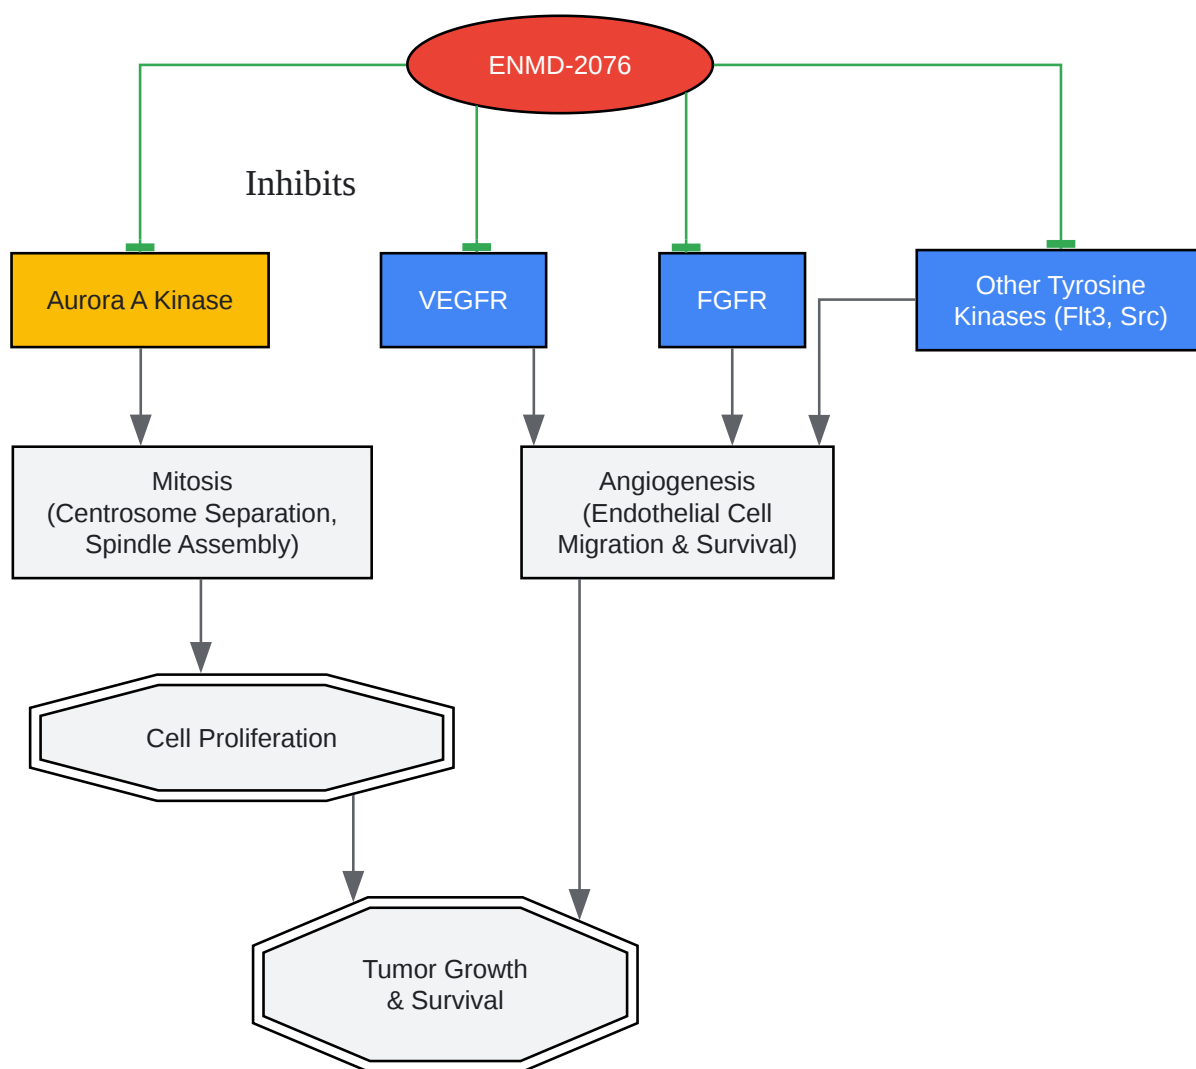 ENMD-2076
Inhibits
Aurora A Kinase
VEGFR
FGFR
Other Tyrosine
Kinases (Flt3, Src)
Mitosis
(Centrosome Separation,
Spindle Assembly)
Angiogenesis
(Endothelial Cell
Migration & Survival)
Cell Proliferation
Tumor Growth
& Survival